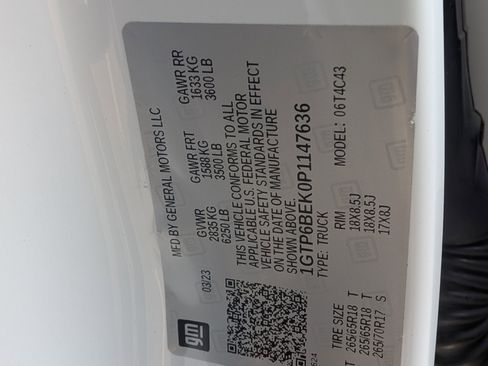 gm
MFD BY GENERAL MOTORS LLC
03/23
GVWR GAWR FRT GAWR RR
2835 KG 1588 KG 1633 KG
6250 LB 3500 LB 3600 LB
THIS VEHICLE CONFORMS TO ALL
APPLICABLE U.S. FEDERAL MOTOR
VEHICLE SAFETY STANDARDS IN EFFECT
ON THE DATE OF MANUFACTURE
SHOWN ABOVE.
1GTP6BEK0P1147636
TYPE: TRUCK MODEL: 06T4C43
TIRE SIZE RIM
265/65R18 T 18X8.5J
265/65R18 T 18X8.5J
265/70R17 S 17X8J